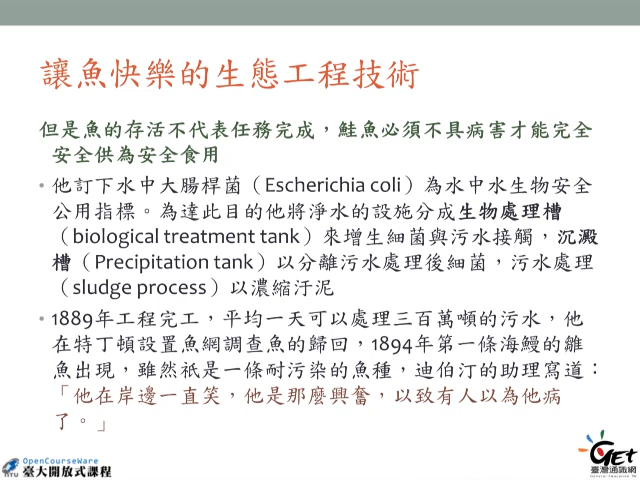 讓魚快樂的生態工程技術
但是魚的存活不代表任務完成，鮭魚必須不具病害才能完全
安全供為安全食用
• 他訂下水中大腸桿菌（Escherichia coli）為水中水生物安全
公用指標。為達此目的他將淨水的設施分成生物處理槽
（biological treatment tank）來增生細菌與污水接觸，沉澱
槽（Precipitation tank）以分離污水處理後細菌，污水處理
（sludge process）以濃縮汙泥
• 1889年工程完工，平均一天可以處理三百萬噸的污水，他
在特丁頓設置魚網調查魚的歸回，1894年第一條海鰻的雛
魚出現，雖然祇是一條耐污染的魚種，迪伯汀的助理寫道：
「他在岸邊一直笑，他是那麼興奮，以致有人以為他病
了。」
OpenCourseWare
NTU 臺大開放式課程
GET
臺灣通識網